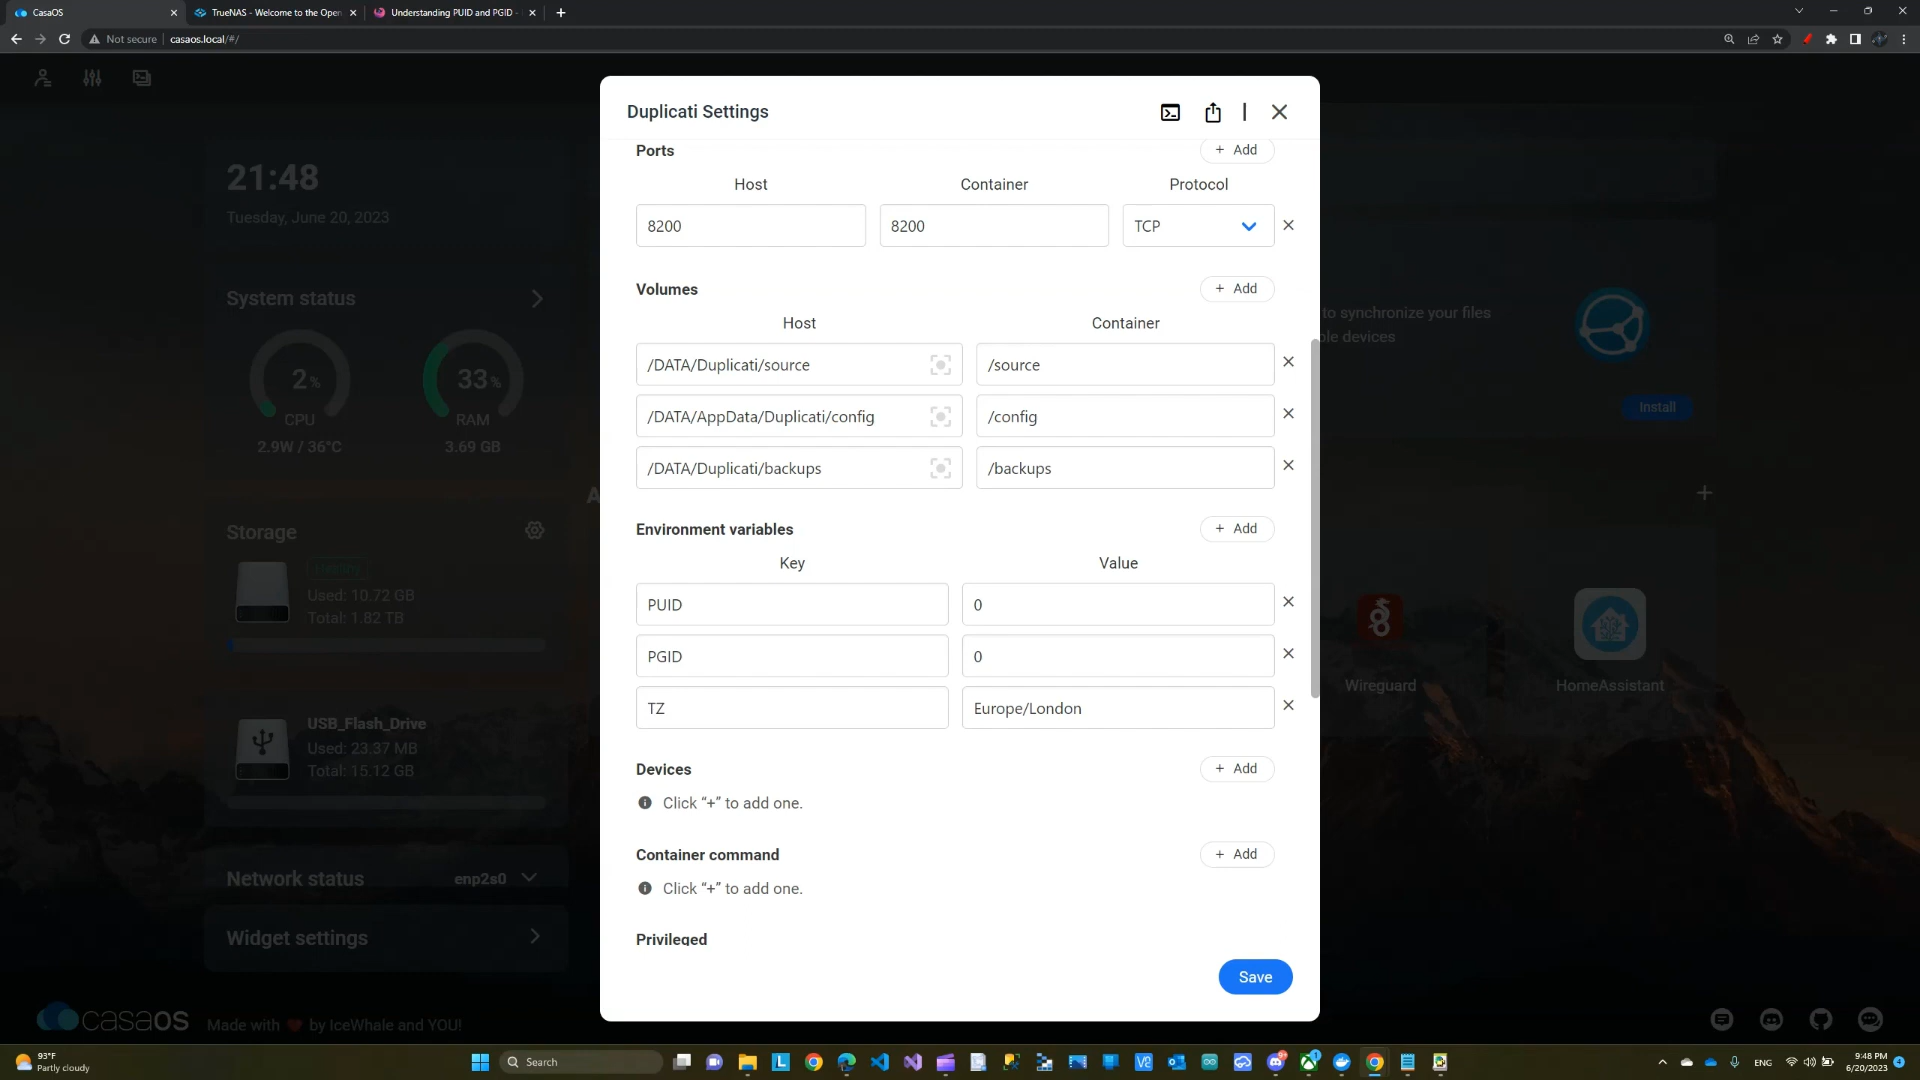 CasaOS
TrueNAS - Welcome to the Open
Understanding PUID and PGID -
Not secure
casaos.local/#/
Duplicati Settings
21:48
Tuesday, June 20, 2023
System status
2%
CPU
2.9W / 36°C
33%
RAM
3.69 GB
Storage
Healthy
Used: 10.72 GB
Total: 1.82 TB
USB_Flash_Drive
Used: 23.37 MB
Total: 15.12 GB
Network status
enp2s0
Widget settings
Ports
+ Add
Host
Container
Protocol
8200
8200
TCP
Volumes
+ Add
Host
Container
/DATA/Duplicati/source
/source
/DATA/AppData/Duplicati/config
/config
/DATA/Duplicati/backups
/backups
Environment variables
+ Add
Key
Value
PUID
0
PGID
0
TZ
Europe/London
Devices
+ Add
Click “+” to add one.
Container command
+ Add
Click “+” to add one.
Privileged
Save
to synchronize your files
ple devices
Install
Wireguard
HomeAssistant
casaos
Made with ❤ by IceWhale and YOU!
93°F
Partly cloudy
Search
ENG
9:48 PM
6/20/2023
4